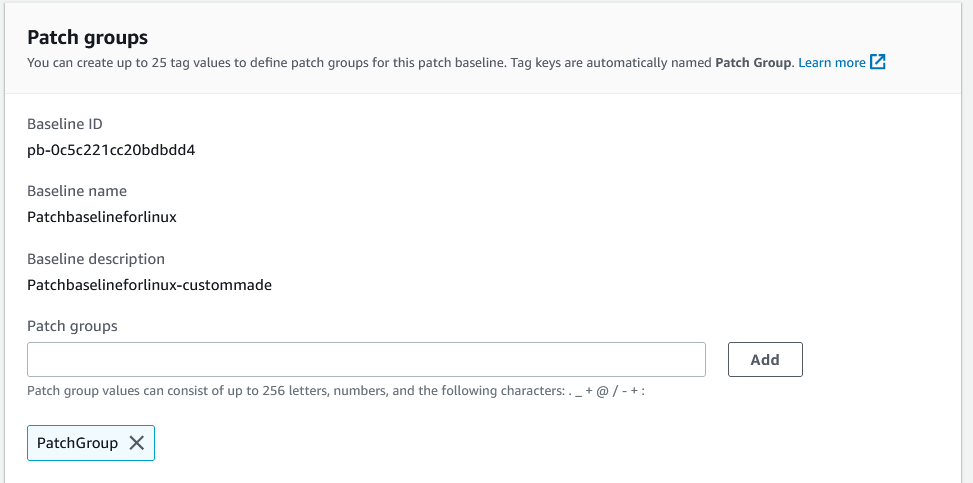 Patch groups
You can create up to 25 tag values to define patch groups for this patch baseline. Tag keys are automatically named Patch Group. Learn more
Baseline ID
pb-0c5c221cc20bdbdd4
Baseline name
Patchbaselineforlinux
Baseline description
Patchbaselineforlinux-custommade
Patch groups
Add
Patch group values can consist of up to 256 letters, numbers, and the following characters: . _ + @ / - + :
PatchGroup